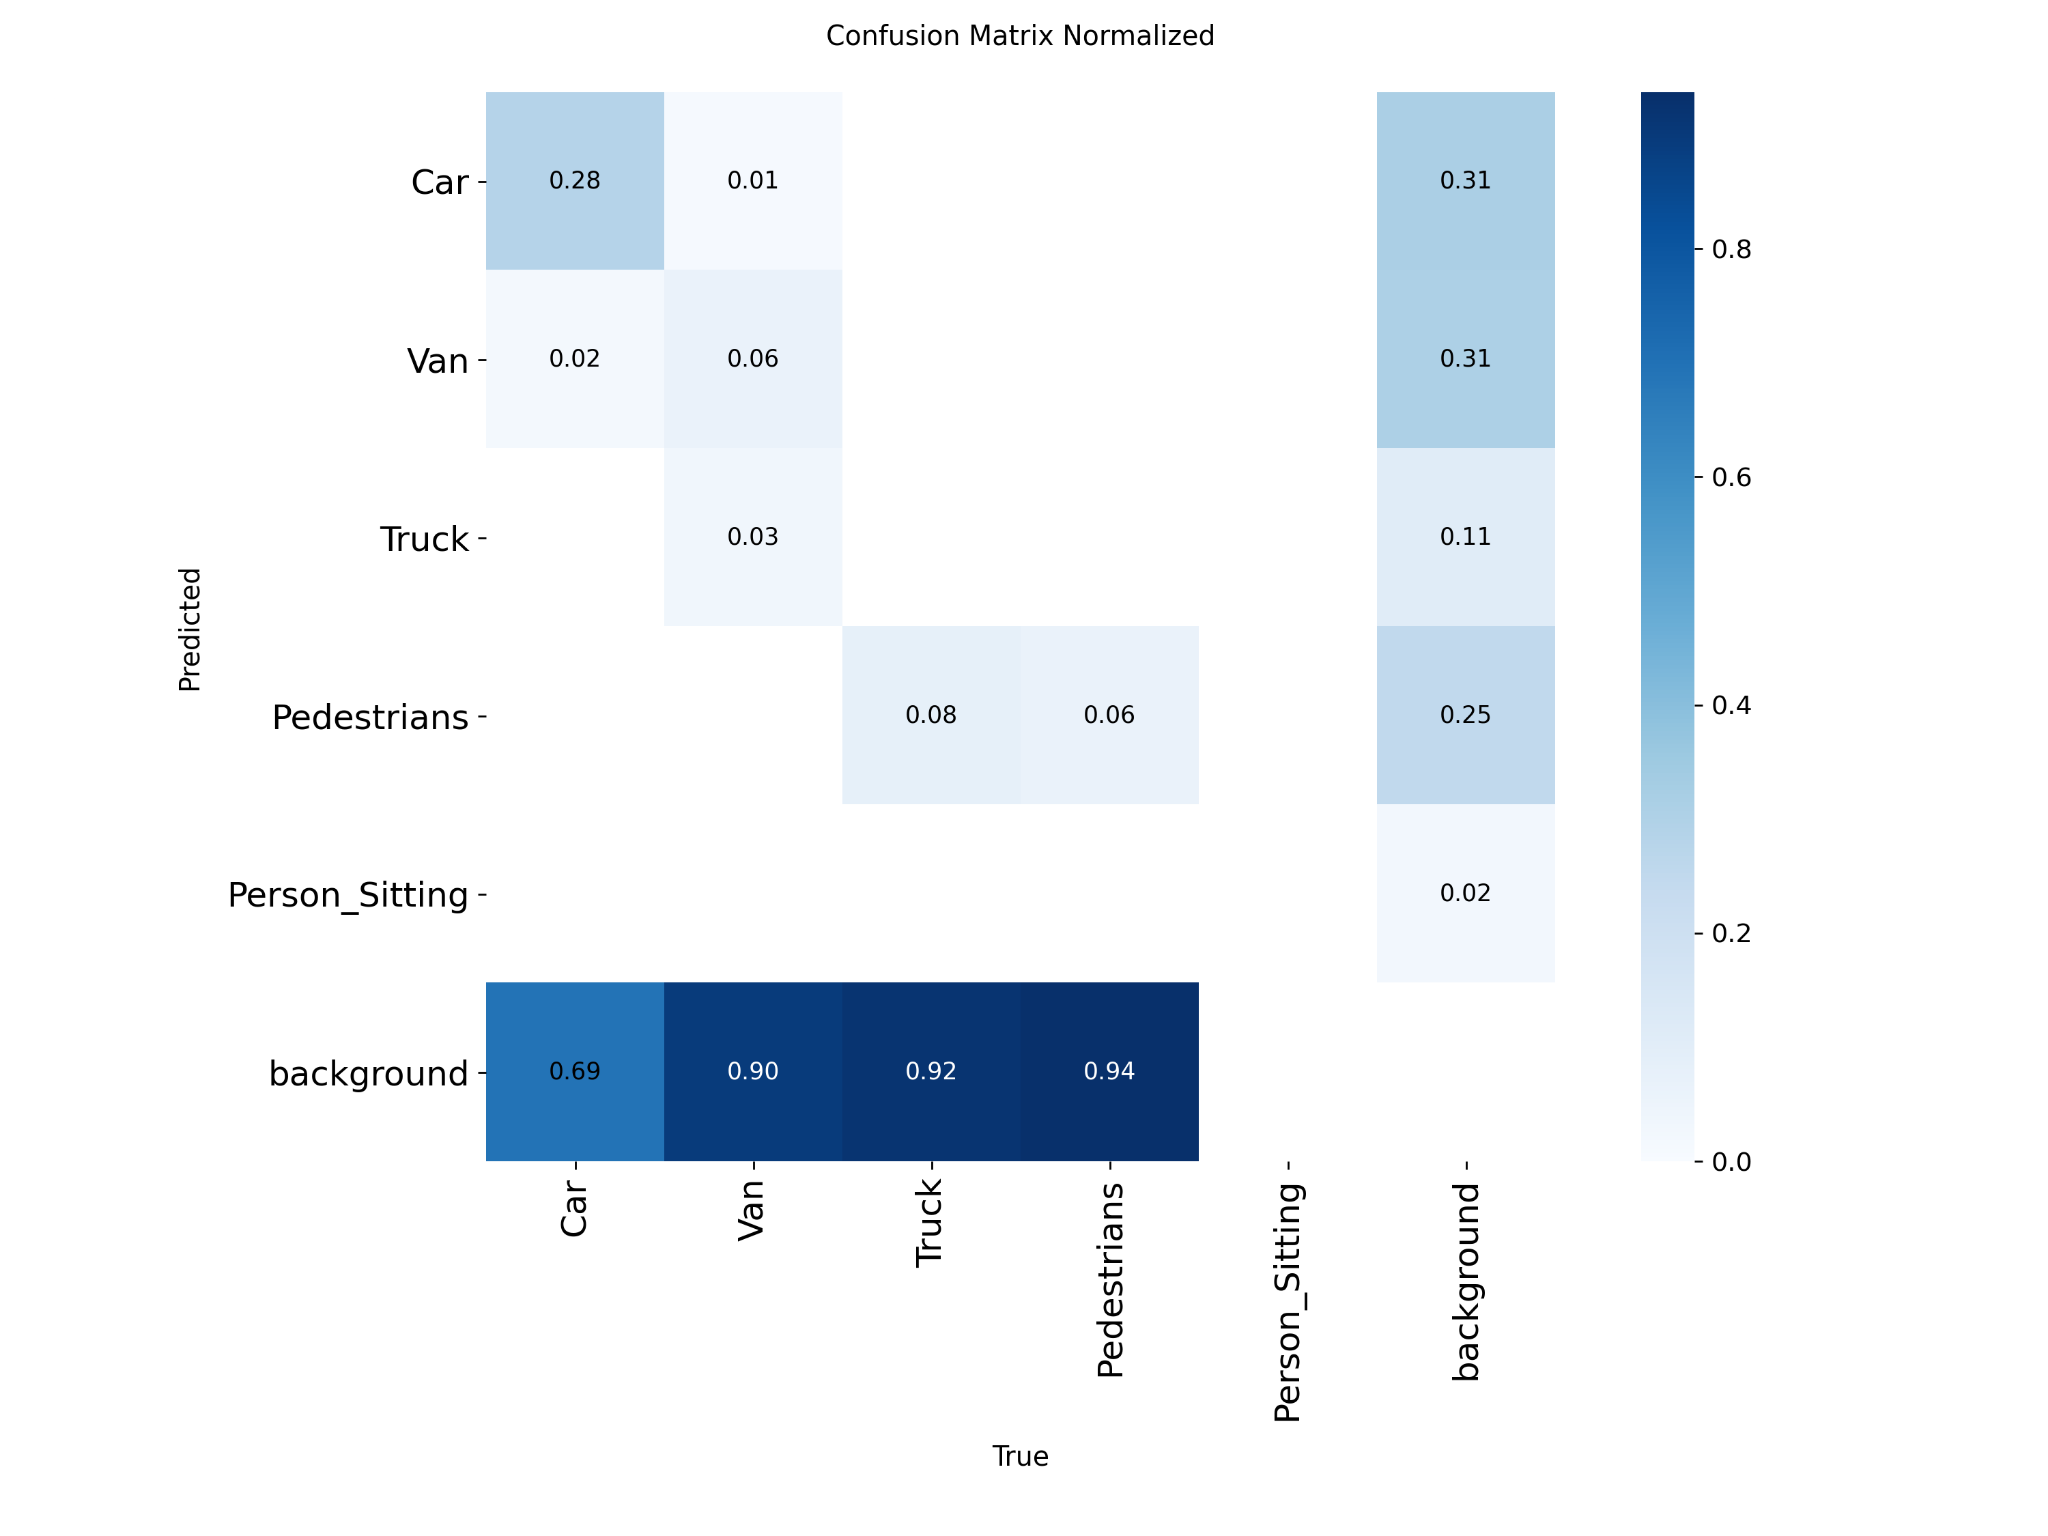 Confusion Matrix Normalized
Car
0.28
0.01
0.31
Van
0.02
0.06
0.31
Truck
0.03
0.11
Pedestrians
0.08
0.06
0.25
Person_Sitting
0.02
background
0.69
0.90
0.92
0.94
Predicted
Car
Van
Truck
Pedestrians
Person_Sitting
background
True
0.8
0.6
0.4
0.2
0.0